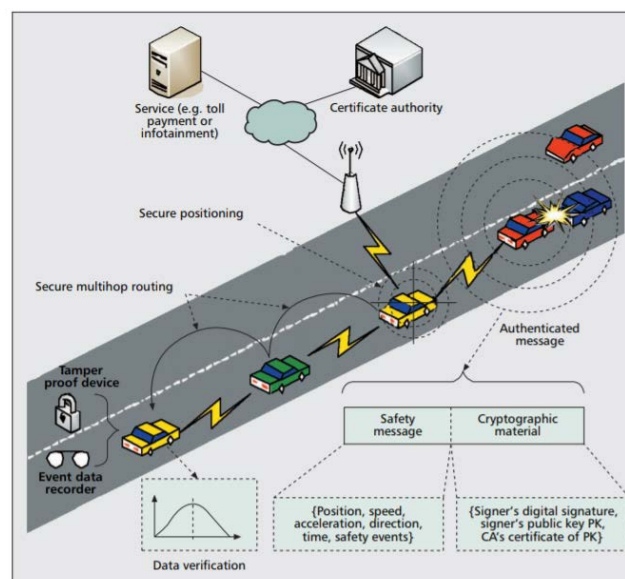 Service (e.g. toll
payment or
infotainment)
Certificate authority
Secure positioning
Secure multihop routing
Authenticated
message
Tamper
proof device
Event data
recorder
Safety
message
Cryptographic
material
{Position, speed,
acceleration, direction,
time, safety events}
{Signer's digital signature,
signer's public key PK,
CA's certificate of PK}
Data verification